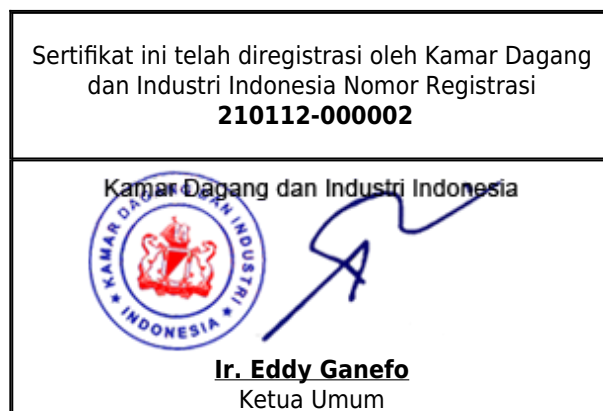 Sertifikat ini telah diregistrasi oleh Kamar Dagang
dan Industri Indonesia Nomor Registrasi
210112-000002
Kamar Dagang dan Industri Indonesia
KAMAR DAGANG DAN INDUSTRI
INDONESIA
Ir. Eddy Ganefo
Ketua Umum